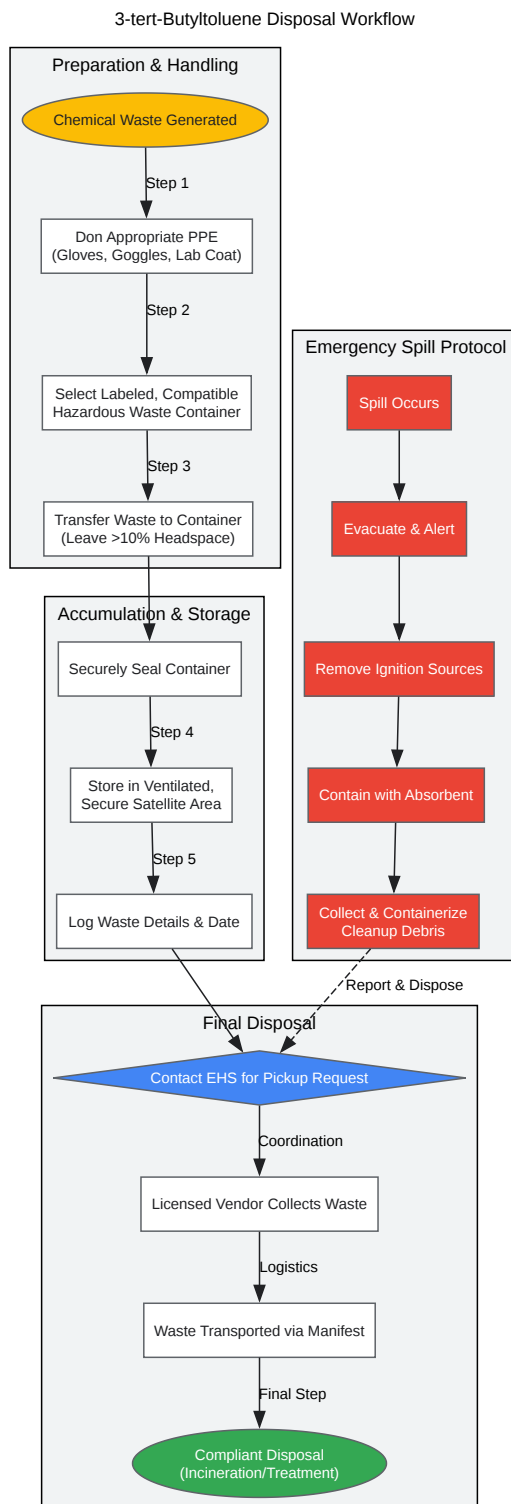 3-tert-Butyltoluene Disposal Workflow
Preparation & Handling
Chemical Waste Generated
Step 1
Don Appropriate PPE
(Gloves, Goggles, Lab Coat)
Step 2
Select Labeled, Compatible
Hazardous Waste Container
Step 3
Transfer Waste to Container
(Leave >10% Headspace)
Accumulation & Storage
Securely Seal Container
Step 4
Store in Ventilated,
Secure Satellite Area
Step 5
Log Waste Details & Date
Emergency Spill Protocol
Spill Occurs
Evacuate & Alert
Remove Ignition Sources
Contain with Absorbent
Collect & Containerize
Cleanup Debris
Report & Dispose
Final Disposal
Contact EHS for Pickup Request
Coordination
Licensed Vendor Collects Waste
Logistics
Waste Transported via Manifest
Final Step
Compliant Disposal
(Incineration/Treatment)